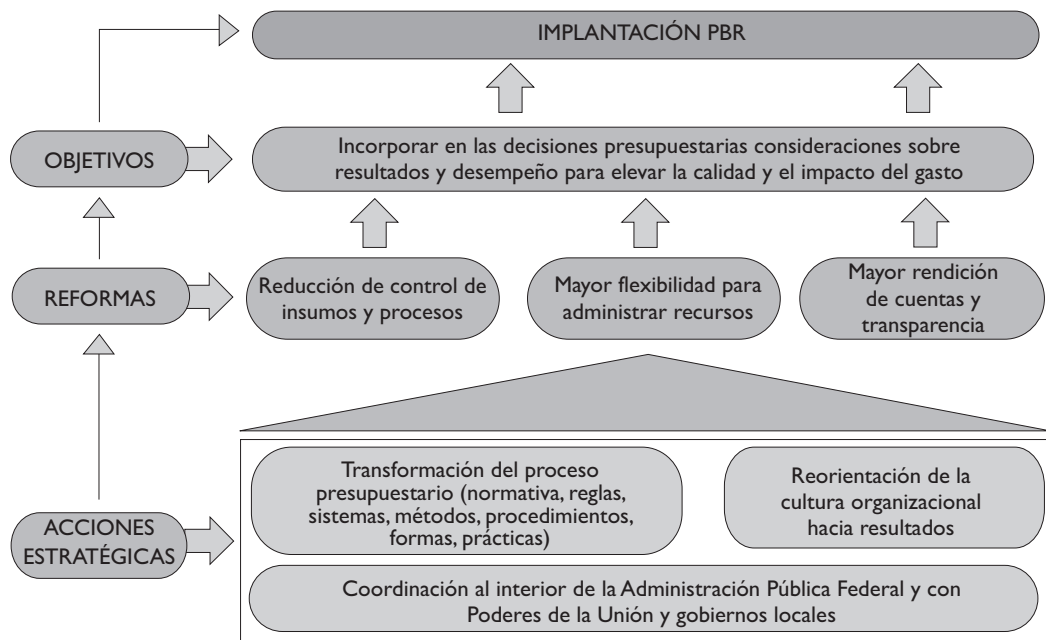 IMPLANTACIÓN PBR
OBJETIVOS
Incorporar en las decisiones presupuestarias consideraciones sobre
resultados y desempeño para elevar la calidad y el impacto del gasto
REFORMAS
Reducción de control de
insumos y procesos
Mayor flexibilidad para
administrar recursos
Mayor rendición
de cuentas y
transparencia
ACCIONES
ESTRATÉGICAS
Transformación del proceso
presupuestario (normativa, reglas,
sistemas, métodos, procedimientos,
formas, prácticas)
Reorientación de la
cultura organizacional
hacia resultados
Coordinación al interior de la Administración Pública Federal y con
Poderes de la Unión y gobiernos locales